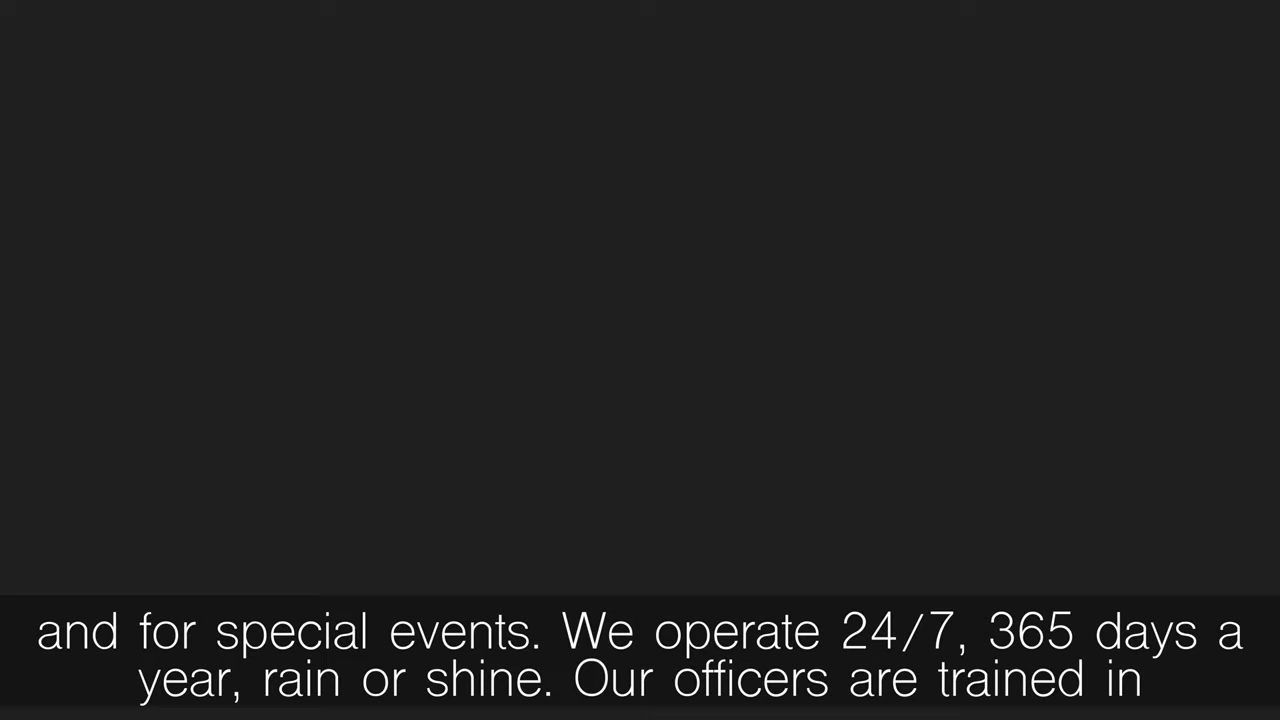 and for special events. We operate 24/7, 365 days a
year, rain or shine. Our officers are trained in